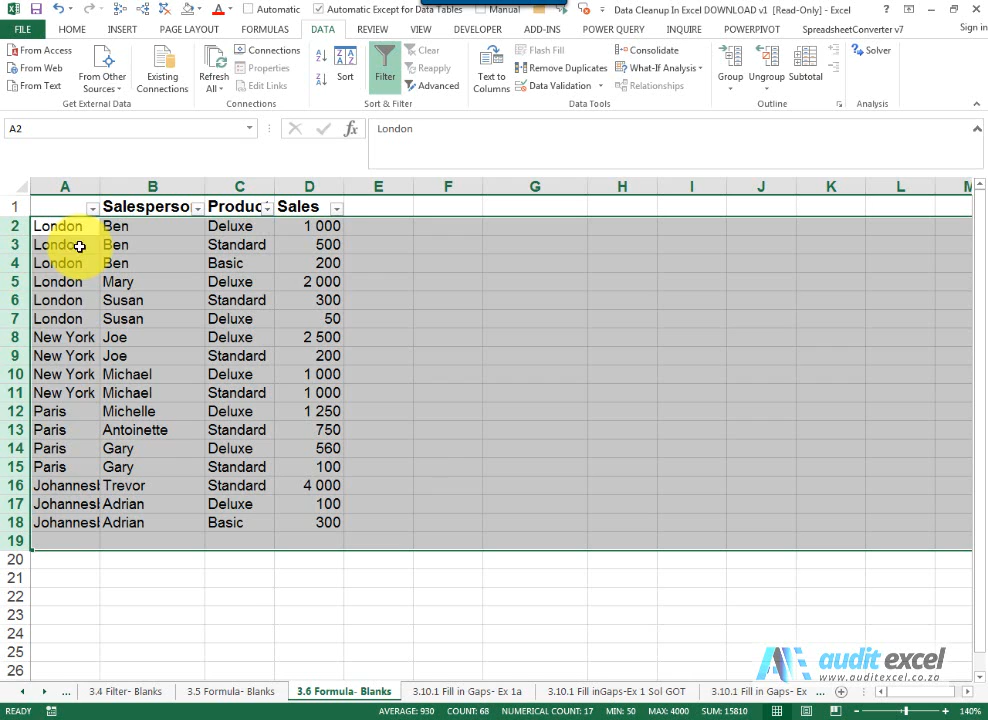 Automatic Automatic Except for Data Tables Manual Data Cleanup In Excel DOWNLOAD v1 [Read-Only] - Excel
FILE HOME INSERT PAGE LAYOUT FORMULAS DATA REVIEW VIEW DEVELOPER ADD-INS POWER QUERY INQUIRE POWERPIVOT SpreadsheetConverter v7 Sign in
From Access
From Web
From Text
From Other Sources
Existing Connections
Get External Data
Refresh All
Connections
Properties
Edit Links
Connections
Sort
Filter
Clear
Reapply
Advanced
Sort & Filter
Text to Columns
Flash Fill
Remove Duplicates
Data Validation
Consolidate
What-If Analysis
Relationships
Data Tools
Group Ungroup Subtotal
Outline
Solver
Analysis
A2 fx London
A B C D E F G H I J K L M
1 Salesperso Produc Sales
2 London Ben Deluxe 1 000
3 London Ben Standard 500
4 London Ben Basic 200
5 London Mary Deluxe 2 000
6 London Susan Standard 300
7 London Susan Deluxe 50
8 New York Joe Deluxe 2 500
9 New York Joe Standard 200
10 New York Michael Deluxe 1 000
11 New York Michael Standard 1 000
12 Paris Michelle Deluxe 1 250
13 Paris Antoinette Standard 750
14 Paris Gary Deluxe 560
15 Paris Gary Standard 100
16 Johannesl Trevor Standard 4 000
17 Johannesl Adrian Deluxe 100
18 Johannesl Adrian Basic 300
19
20
21
22
23
24
25
26
audit excel
www.auditexcel.co.za
... 3.4 Filter- Blanks 3.5 Formula- Blanks 3.6 Formula- Blanks 3.10.1 Fill in Gaps- Ex 1a 3.10.1 Fill inGaps- Ex 1 Sol GOT 3.10.1 Fill in Gaps- Ex ...
READY AVERAGE: 930 COUNT: 68 NUMERICAL COUNT: 17 MIN: 50 MAX: 4000 SUM: 15810 140%